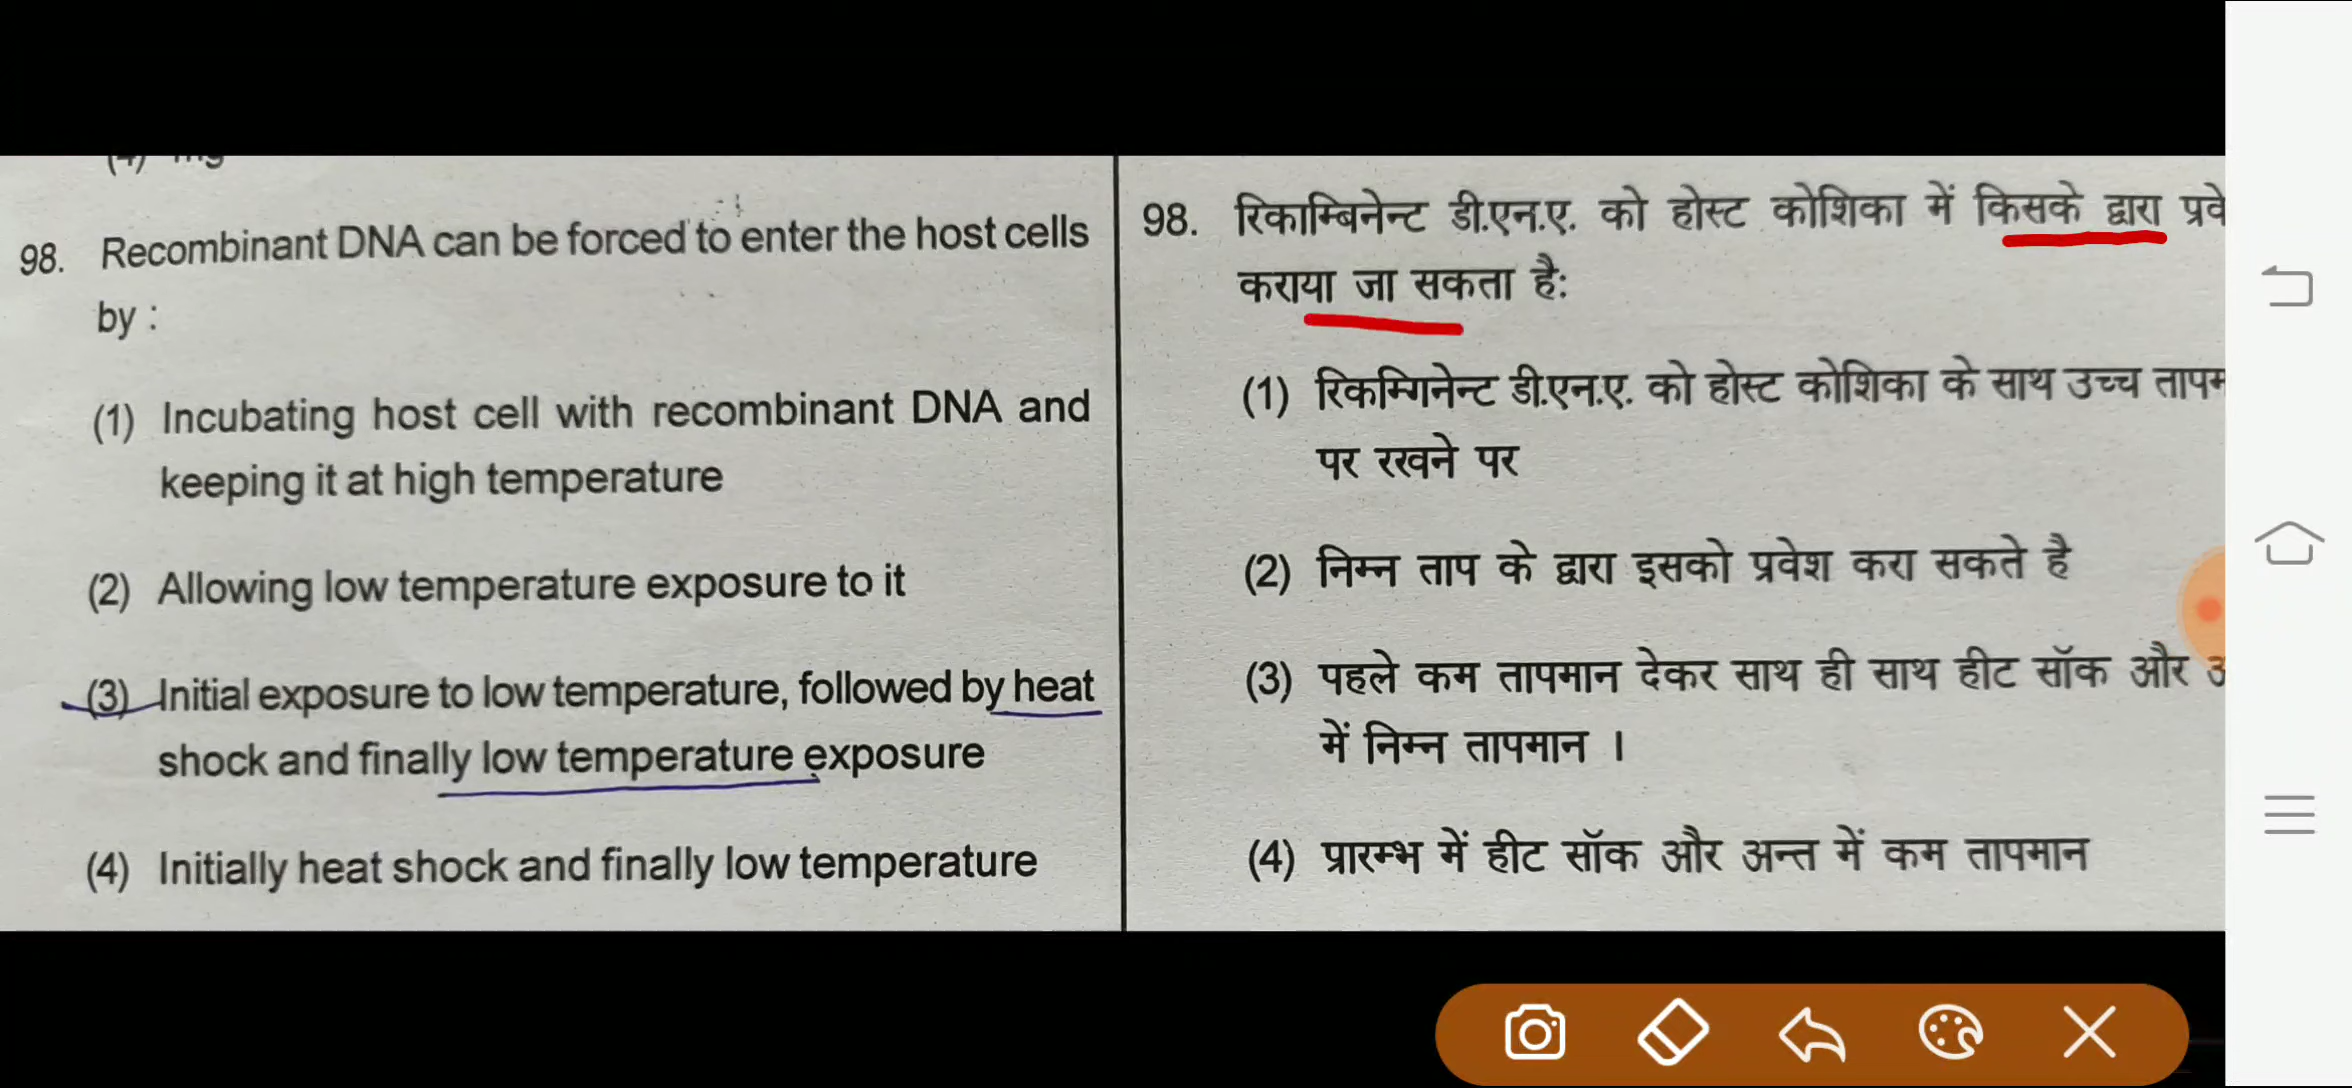 98. Recombinant DNA can be forced to enter the host cells
by :
(1) Incubating host cell with recombinant DNA and
keeping it at high temperature
(2) Allowing low temperature exposure to it
(3) Initial exposure to low temperature, followed by heat
shock and finally low temperature exposure
(4) Initially heat shock and finally low temperature
98. रिकाम्बिनेन्ट डी.एन.ए. को होस्ट कोशिका में किसके द्वारा
कराया जा सकता है:
(1) रिकम्गिनेन्ट डी.एन.ए. को होस्ट कोशिका के साथ उच्च
पर रखने पर
(2) निम्न ताप के द्वारा इसको प्रवेश करा सकते है
(3) पहले कम तापमान देकर साथ ही साथ हीट सॉक और
में निम्न तापमान ।
(4) प्रारम्भ में हीट सॉक और अन्त में कम तापमान